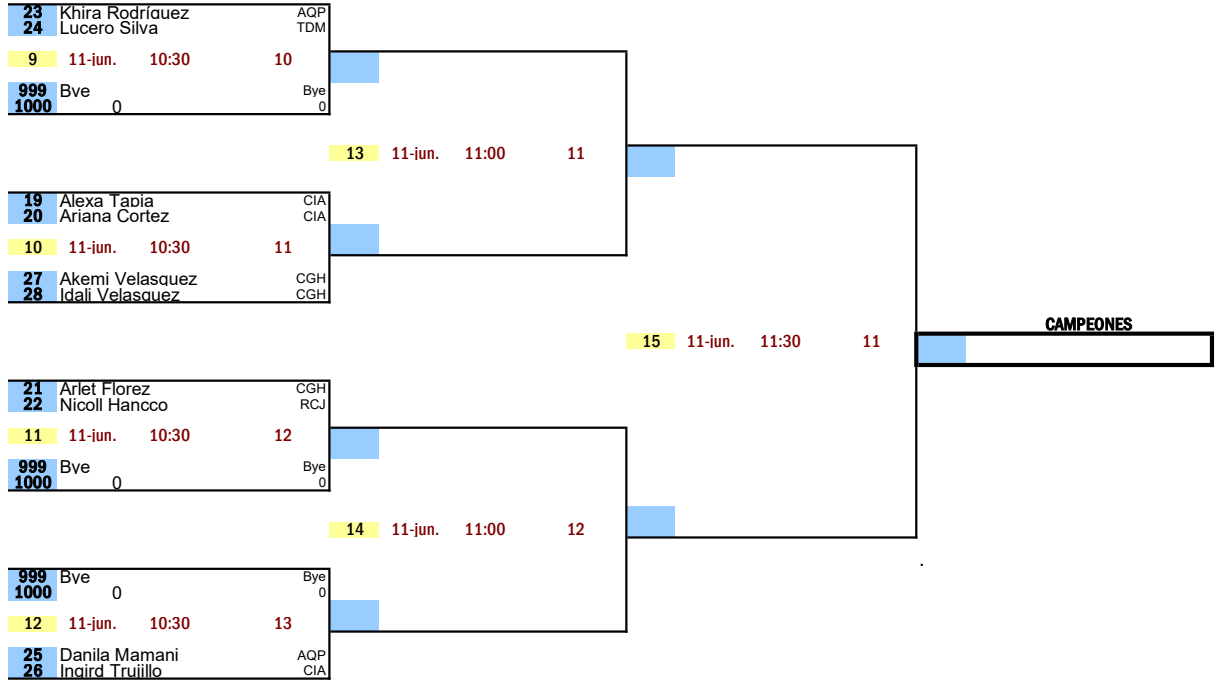 23 Khira Rodríguez AQP
24 Lucero Silva TDM
9 11-jun. 10:30 10
999 Bye Bye
1000 0 0
13 11-jun. 11:00 11
19 Alexa Tapia CIA
20 Ariana Cortez CIA
10 11-jun. 10:30 11
27 Akemi Velasquez CGH
28 Idali Velasquez CGH
CAMPEONES
15 11-jun. 11:30 11
21 Arlet Florez CGH
22 Nicoll Hancco RCJ
11 11-jun. 10:30 12
999 Bye Bye
1000 0 0
14 11-jun. 11:00 12
.
999 Bye Bye
1000 0 0
12 11-jun. 10:30 13
25 Danila Mamani AQP
26 Ingird Trujillo CIA